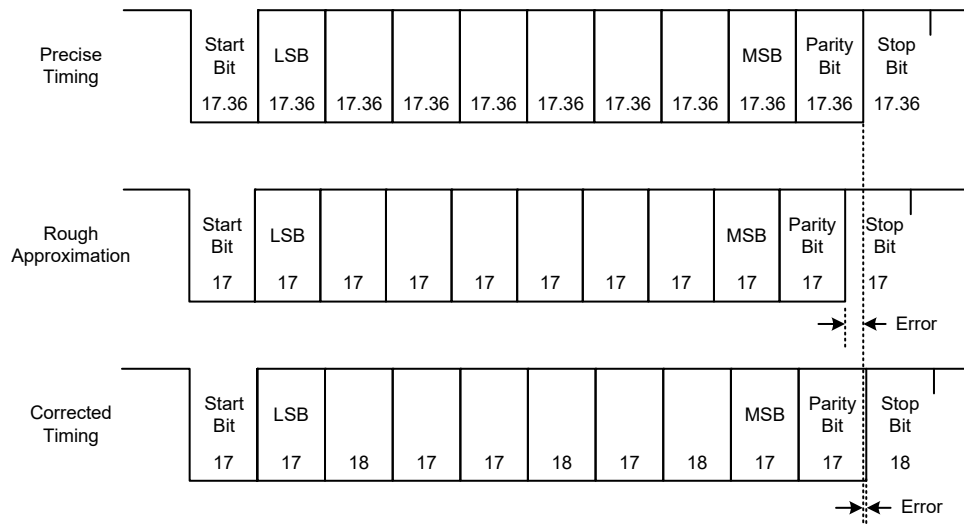 Precise
Timing
Start
Bit
LSB
MSB
Parity
Bit
Stop
Bit
17.36 17.36 17.36 17.36 17.36 17.36 17.36 17.36 17.36 17.36 17.36
Rough
Approximation
Start
Bit
LSB
MSB
Parity
Bit
Stop
Bit
17 17 17 17 17 17 17 17 17 17 17
Error
Corrected
Timing
Start
Bit
LSB
MSB
Parity
Bit
Stop
Bit
17 17 18 17 17 18 17 18 17 17 18
Error